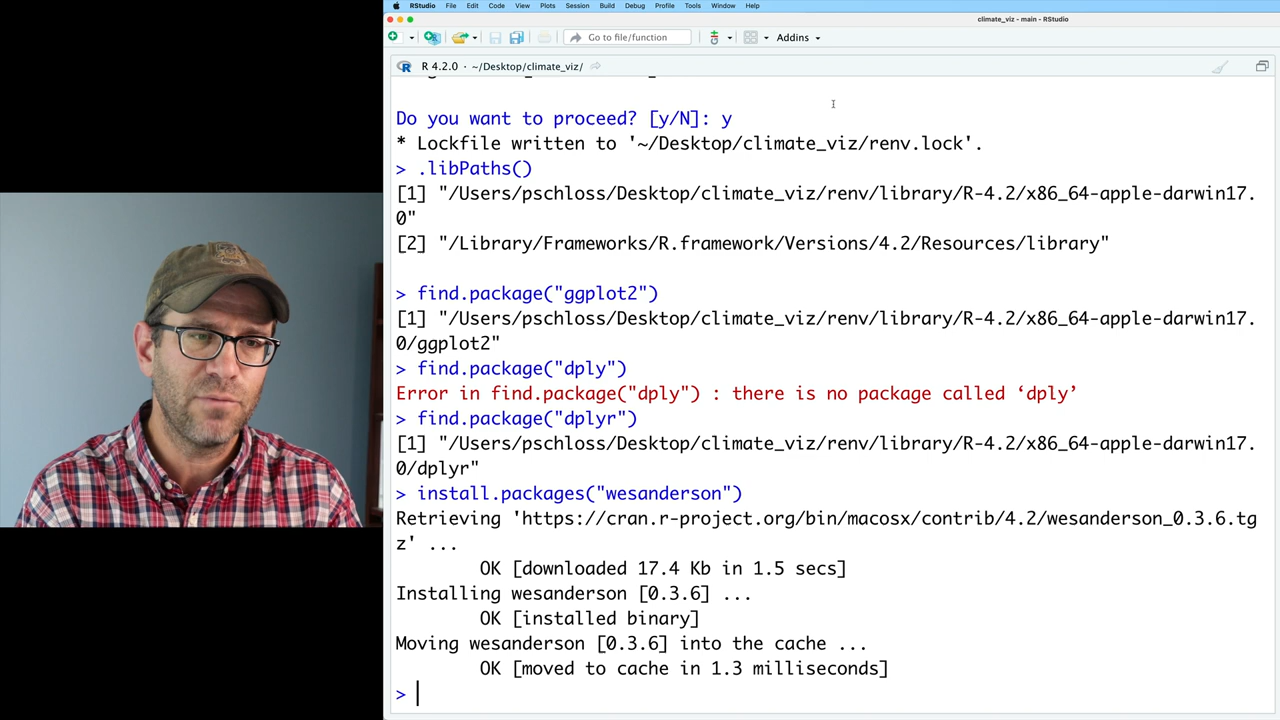 RStudio File Edit Code View Plots Session Build Debug Profile Tools Window Help
climate_viz - main - RStudio
Go to file/function Addins
R 4.2.0 · ~/Desktop/climate_viz/
Do you want to proceed? [y/N]: y
* Lockfile written to '~/Desktop/climate_viz/renv.lock'.
> .libPaths()
[1] "/Users/pschloss/Desktop/climate_viz/renv/library/R-4.2/x86_64-apple-darwin17.
0"
[2] "/Library/Frameworks/R.framework/Versions/4.2/Resources/library"
> find.package("ggplot2")
[1] "/Users/pschloss/Desktop/climate_viz/renv/library/R-4.2/x86_64-apple-darwin17.
0/ggplot2"
> find.package("dply")
Error in find.package("dply") : there is no package called ‘dply’
> find.package("dplyr")
[1] "/Users/pschloss/Desktop/climate_viz/renv/library/R-4.2/x86_64-apple-darwin17.
0/dplyr"
> install.packages("wesanderson")
Retrieving 'https://cran.r-project.org/bin/macosx/contrib/4.2/wesanderson_0.3.6.tg
z' ...
OK [downloaded 17.4 Kb in 1.5 secs]
Installing wesanderson [0.3.6] ...
OK [installed binary]
Moving wesanderson [0.3.6] into the cache ...
OK [moved to cache in 1.3 milliseconds]
>